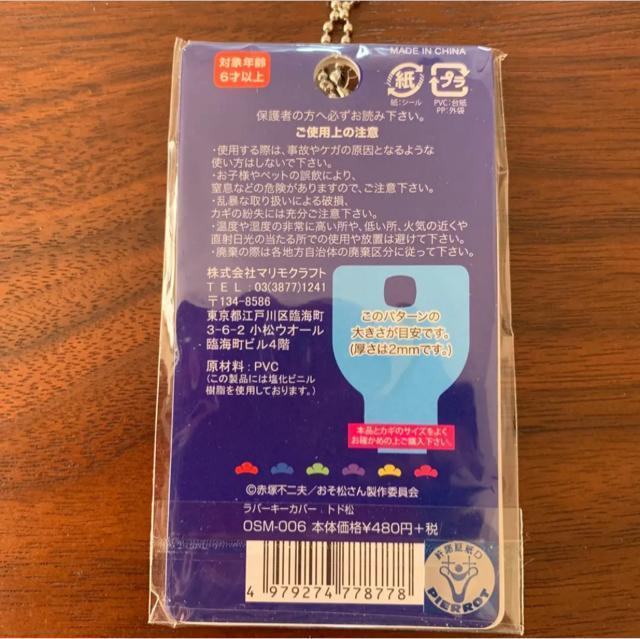 MADE IN CHINA
対象年齢
6才以上
紙
プラ
紙:シール
PVC:台紙
PP:外袋
保護者の方へ必ずお読み下さい。
ご使用上の注意
・使用する際は、事故やケガの原因となるような
使い方はしないで下さい。
・お子様やペットの誤飲により、
窒息などの危険がありますので、ご注意下さい。
・乱暴な取り扱いによる破損、
カギの紛失には充分ご注意下さい。
・温度や湿度の非常に高い所や、低い所、火気の近くや
直射日光の当たる所での使用や放置は避けて下さい。
・廃棄の際は各地方自治体の廃棄区分に従って下さい。
株式会社マリモクラフト
TEL:03(3877)1241
〒134-8586
東京都江戸川区臨海町
3-6-2 小松ウオール
臨海町ビル4階
原材料:PVC
(この製品には塩化ビニル
樹脂を使用しております。)
このパターンの
大きさが目安です。
(厚さは2mmです。)
本品とカギのサイズをよく
お確かめの上ご購入下さい。
©赤塚不二夫/おそ松さん製作委員会
ラバーキーカバー:トド松
OSM-006 本体価格¥480円+税
4 979274 778778
許諾証紙D
PIERROT